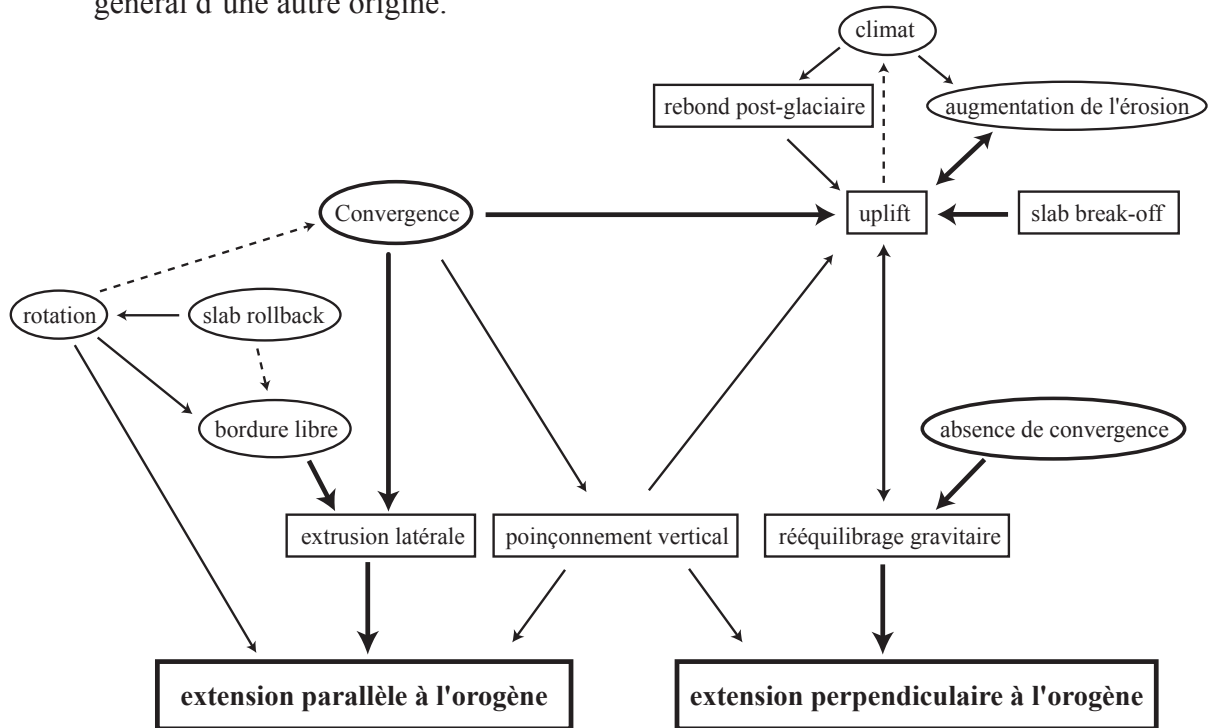 général d'une autre origine.
climat
rebond post-glaciaire
augmentation de l'érosion
Convergence
uplift
slab break-off
rotation
slab rollback
bordure libre
absence de convergence
extrusion latérale
poinçonnement vertical
rééquilibrage gravitaire
extension parallèle à l'orogène
extension perpendiculaire à l'orogène